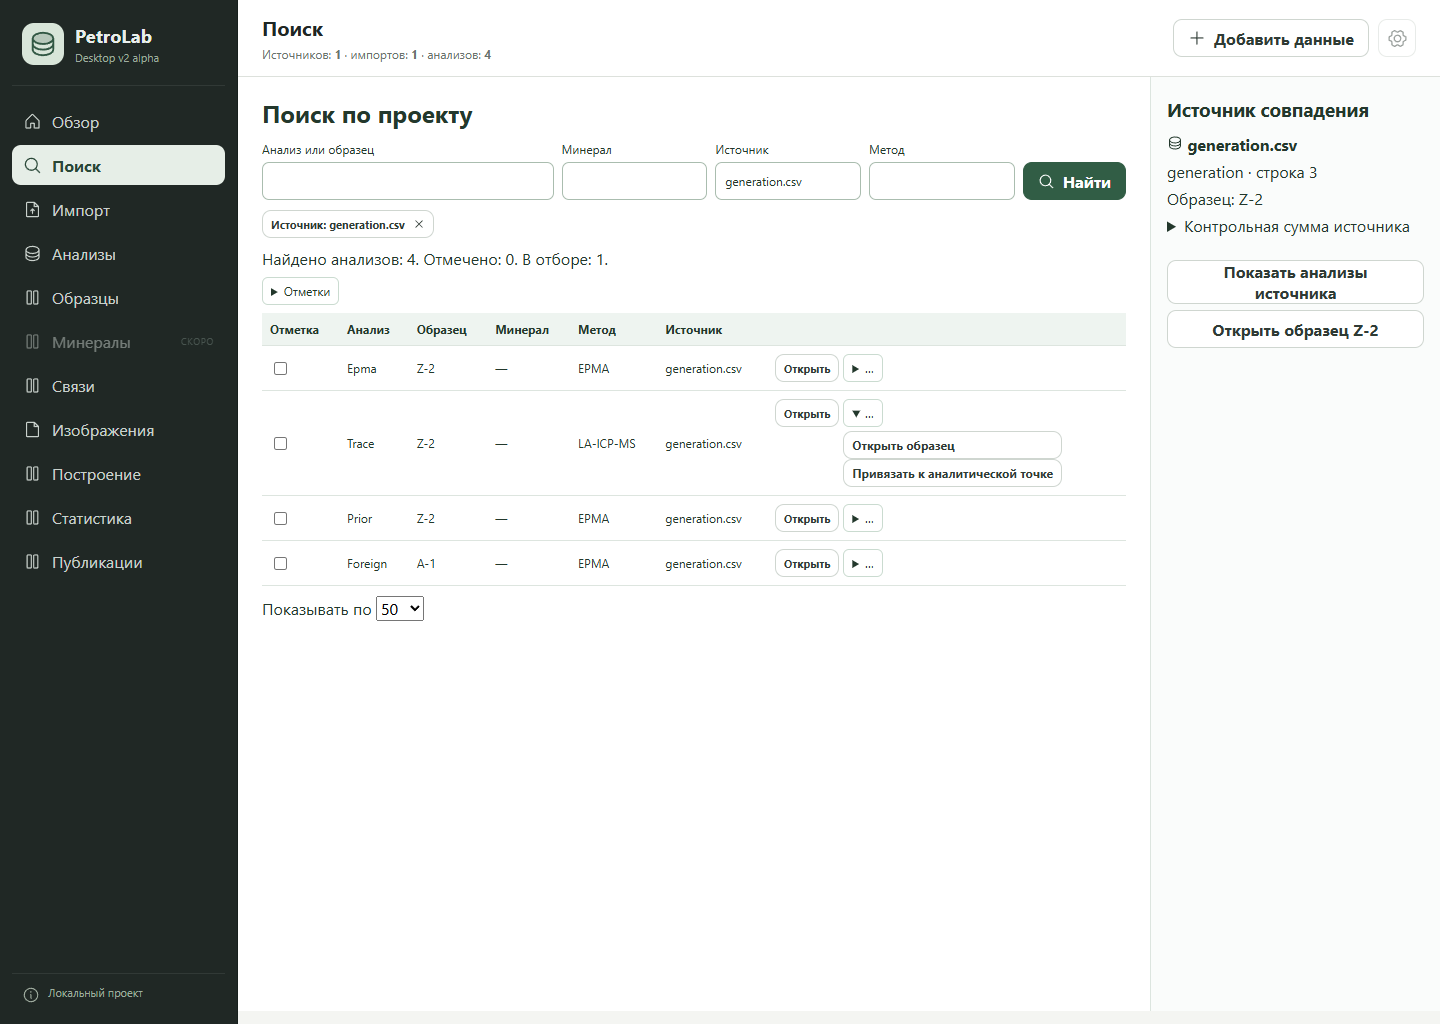 PetroLab
Desktop v2 alpha
Обзор
Поиск
Импорт
Анализы
Образцы
Минералы СКОРО
Связи
Изображения
Построение
Статистика
Публикации
Локальный проект
Поиск
Источников: 1 · импортов: 1 · анализов: 4
Добавить данные
Поиск по проекту
Анализ или образец Минерал Источник Метод
generation.csv
Найти
Источник: generation.csv ×
Найдено анализов: 4. Отмечено: 0. В отборе: 1.
▶ Отметки
Отметка Анализ Образец Минерал Метод Источник
Epma Z-2 — EPMA generation.csv Открыть ▶ ...
Trace Z-2 — LA-ICP-MS generation.csv Открыть ▼ ...
Открыть образец
Привязать к аналитической точке
Prior Z-2 — EPMA generation.csv Открыть ▶ ...
Foreign A-1 — EPMA generation.csv Открыть ▶ ...
Показывать по 50
Источник совпадения
generation.csv
generation · строка 3
Образец: Z-2
▶ Контрольная сумма источника
Показать анализы
источника
Открыть образец Z-2